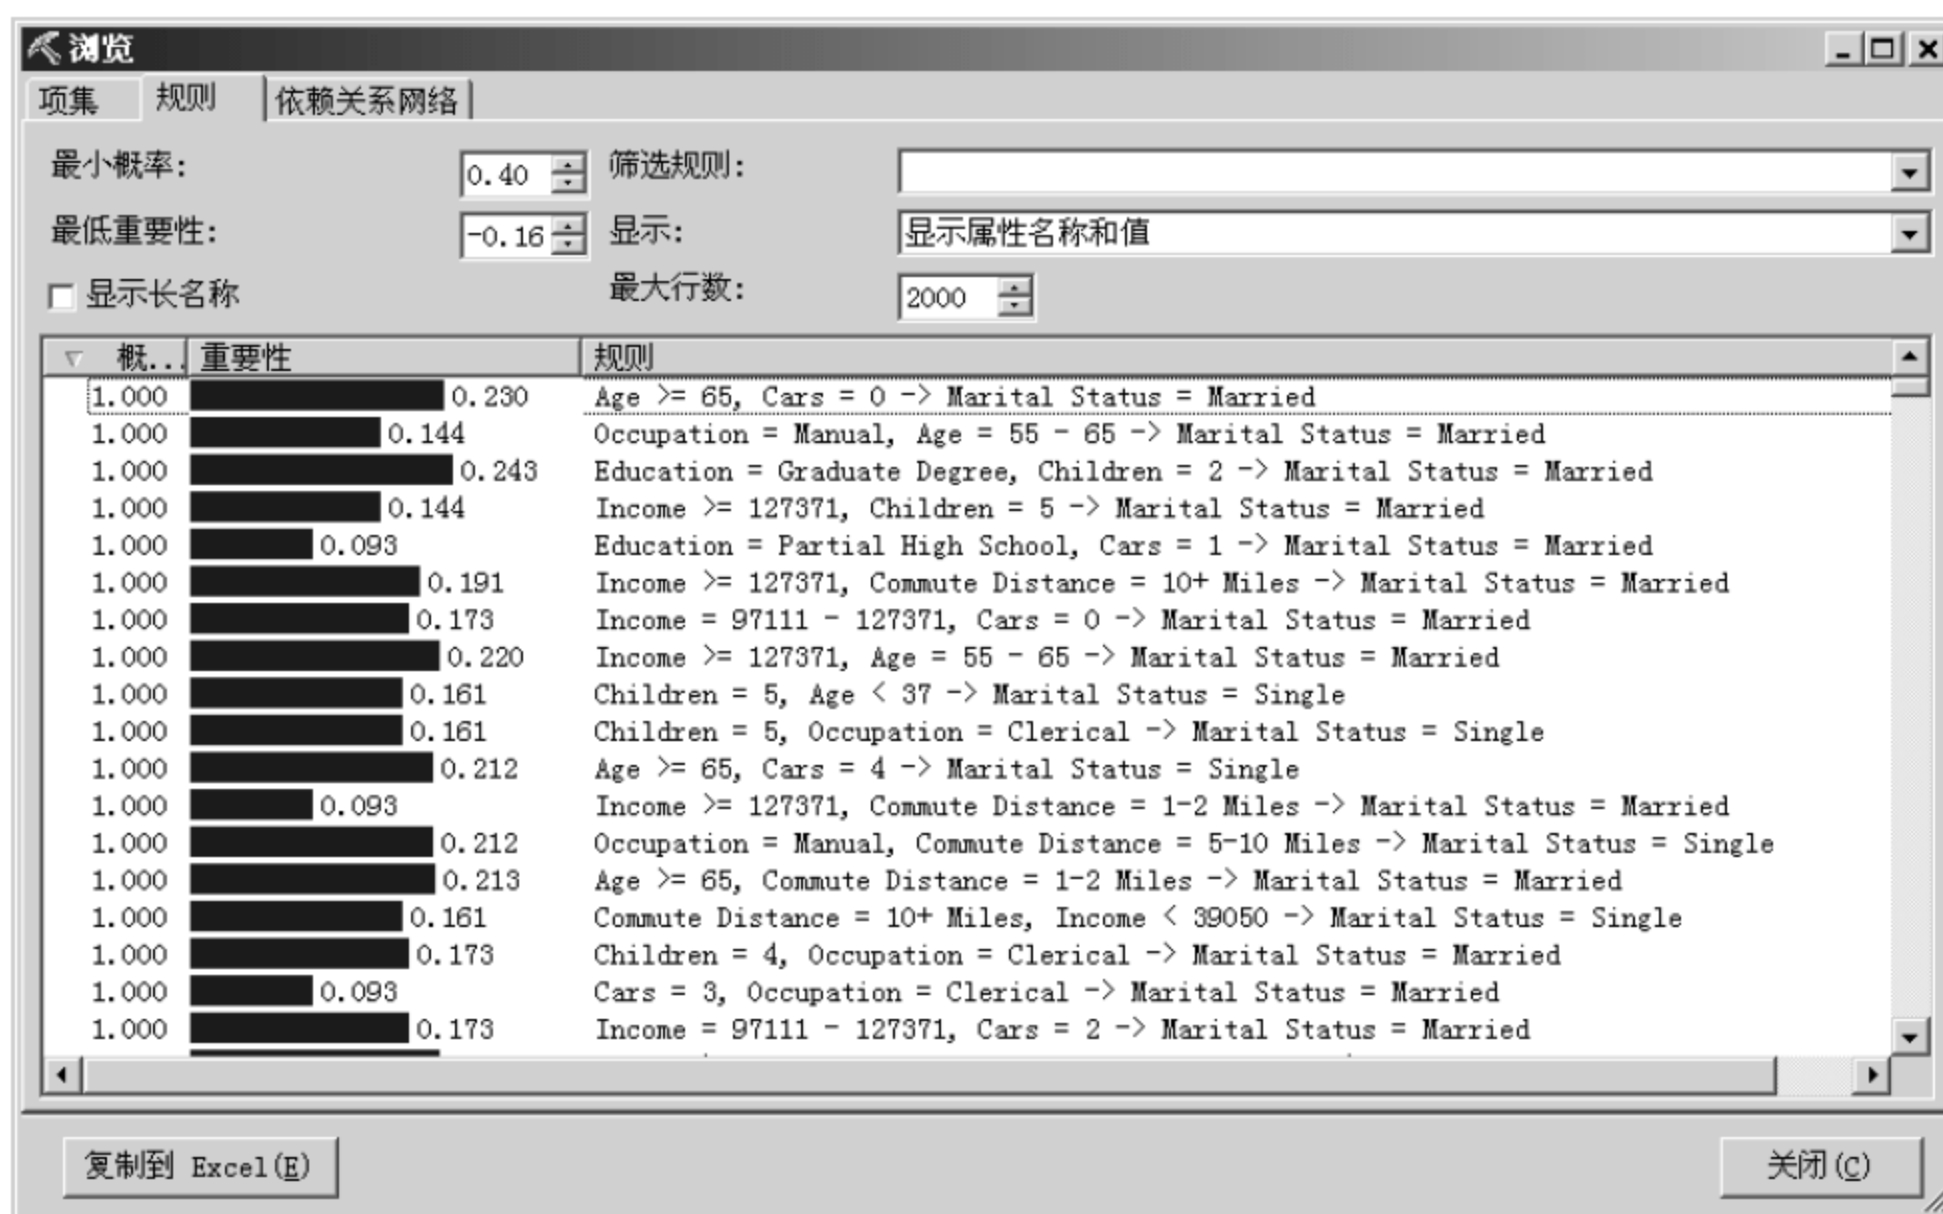 浏览
项集 规则 依赖关系网络
最小概率: 0.40 筛选规则:
最低重要性: -0.16 显示: 显示属性名称和值
显示长名称 最大行数: 2000
概... 重要性 规则
1.000 0.230 Age >= 65, Cars = 0 -> Marital Status = Married
1.000 0.144 Occupation = Manual, Age = 55 - 65 -> Marital Status = Married
1.000 0.243 Education = Graduate Degree, Children = 2 -> Marital Status = Married
1.000 0.144 Income >= 127371, Children = 5 -> Marital Status = Married
1.000 0.093 Education = Partial High School, Cars = 1 -> Marital Status = Married
1.000 0.191 Income >= 127371, Commute Distance = 10+ Miles -> Marital Status = Married
1.000 0.173 Income = 97111 - 127371, Cars = 0 -> Marital Status = Married
1.000 0.220 Income >= 127371, Age = 55 - 65 -> Marital Status = Married
1.000 0.161 Children = 5, Age < 37 -> Marital Status = Single
1.000 0.161 Children = 5, Occupation = Clerical -> Marital Status = Single
1.000 0.212 Age >= 65, Cars = 4 -> Marital Status = Single
1.000 0.093 Income >= 127371, Commute Distance = 1-2 Miles -> Marital Status = Married
1.000 0.212 Occupation = Manual, Commute Distance = 5-10 Miles -> Marital Status = Single
1.000 0.213 Age >= 65, Commute Distance = 1-2 Miles -> Marital Status = Married
1.000 0.161 Commute Distance = 10+ Miles, Income < 39050 -> Marital Status = Single
1.000 0.173 Children = 4, Occupation = Clerical -> Marital Status = Married
1.000 0.093 Cars = 3, Occupation = Clerical -> Marital Status = Married
1.000 0.173 Income = 97111 - 127371, Cars = 2 -> Marital Status = Married
复制到 Excel(E) 关闭(C)